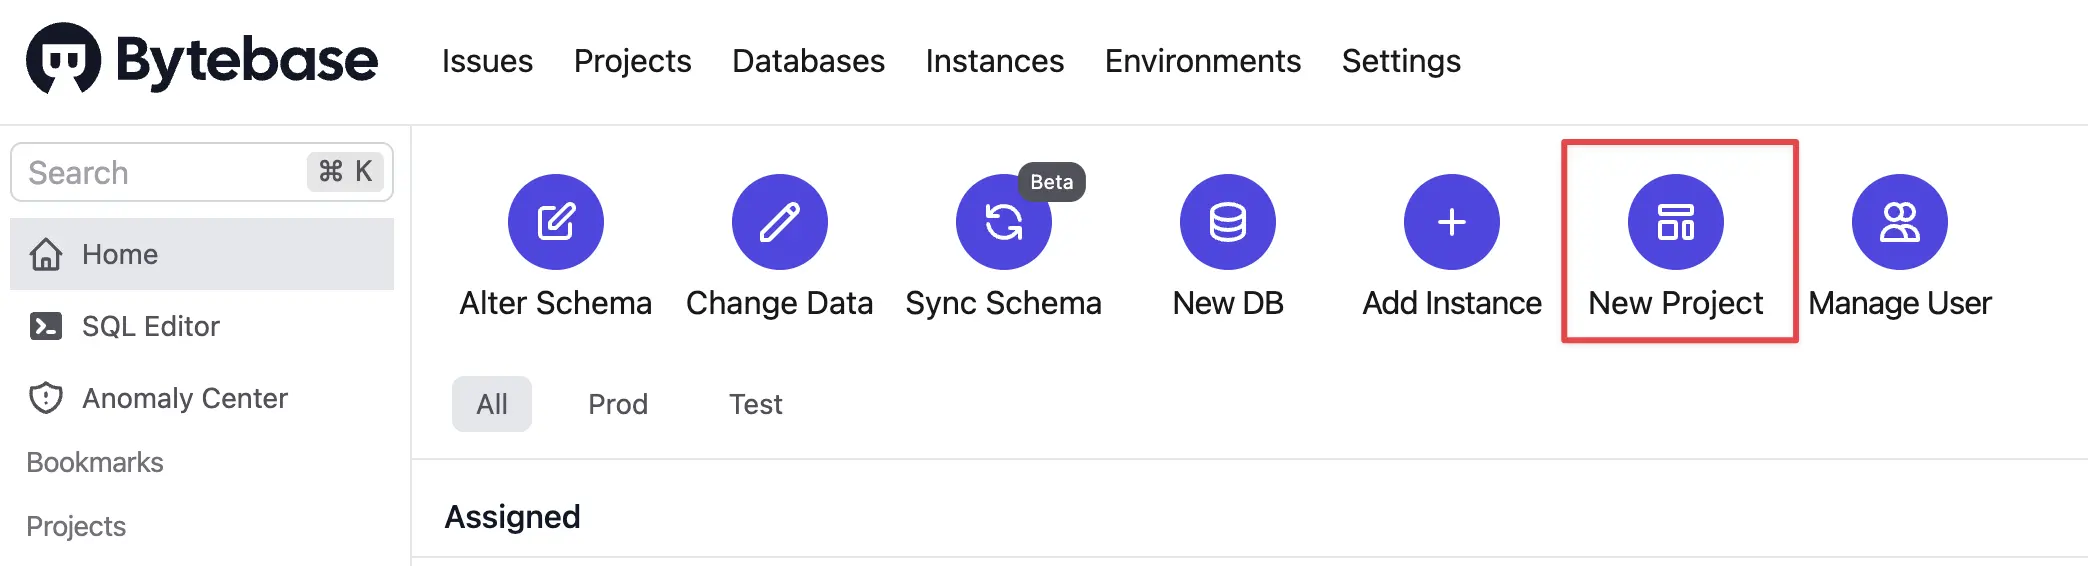 Bytebase Issues Projects Databases Instances Environments Settings
Search ⌘ K
Home
SQL Editor
Anomaly Center
Bookmarks
Projects
Beta
Alter Schema Change Data Sync Schema New DB Add Instance New Project Manage User
All Prod Test
Assigned